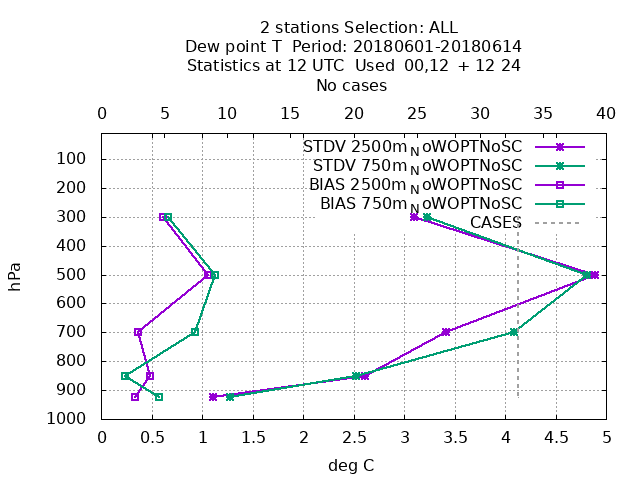 2 stations Selection: ALL
Dew point T  Period: 20180601-20180614
Statistics at 12 UTC  Used  00,12  + 12 24
No cases
0 5 10 15 20 25 30 35 40
STDV 2500m_NoWOPTNoSC
STDV 750m_NoWOPTNoSC
BIAS 2500m_NoWOPTNoSC
BIAS 750m_NoWOPTNoSC
CASES
hPa
100
200
300
400
500
600
700
800
900
1000
0 0.5 1 1.5 2 2.5 3 3.5 4 4.5 5
deg C